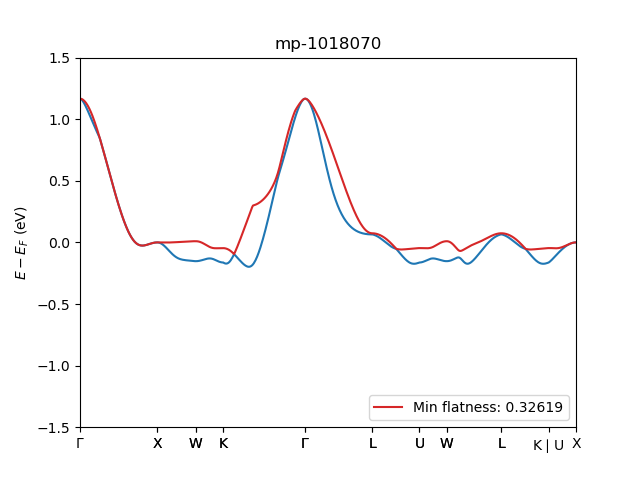 mp-1018070
E − E_F (eV)
1.5
1.0
0.5
0.0
−0.5
−1.0
−1.5
Min flatness: 0.32619
Γ X W K Γ L U W L K | U X